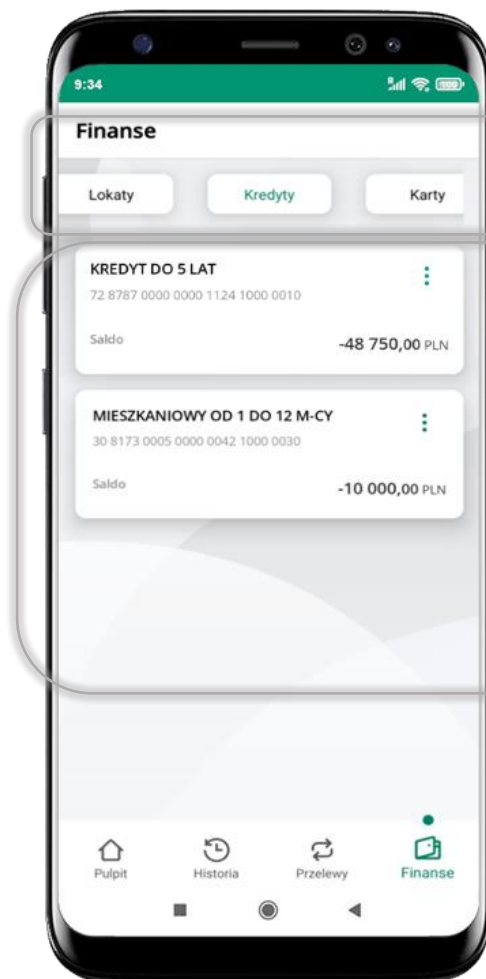 9:34
Finanse
Lokaty Kredyty Karty
KREDYT DO 5 LAT
72 8787 0000 0000 1124 1000 0010
Saldo -48 750,00 PLN
MIESZKANIOWY OD 1 DO 12 M-CY
30 8173 0005 0000 0042 1000 0030
Saldo -10 000,00 PLN
Pulpit Historia Przelewy Finanse